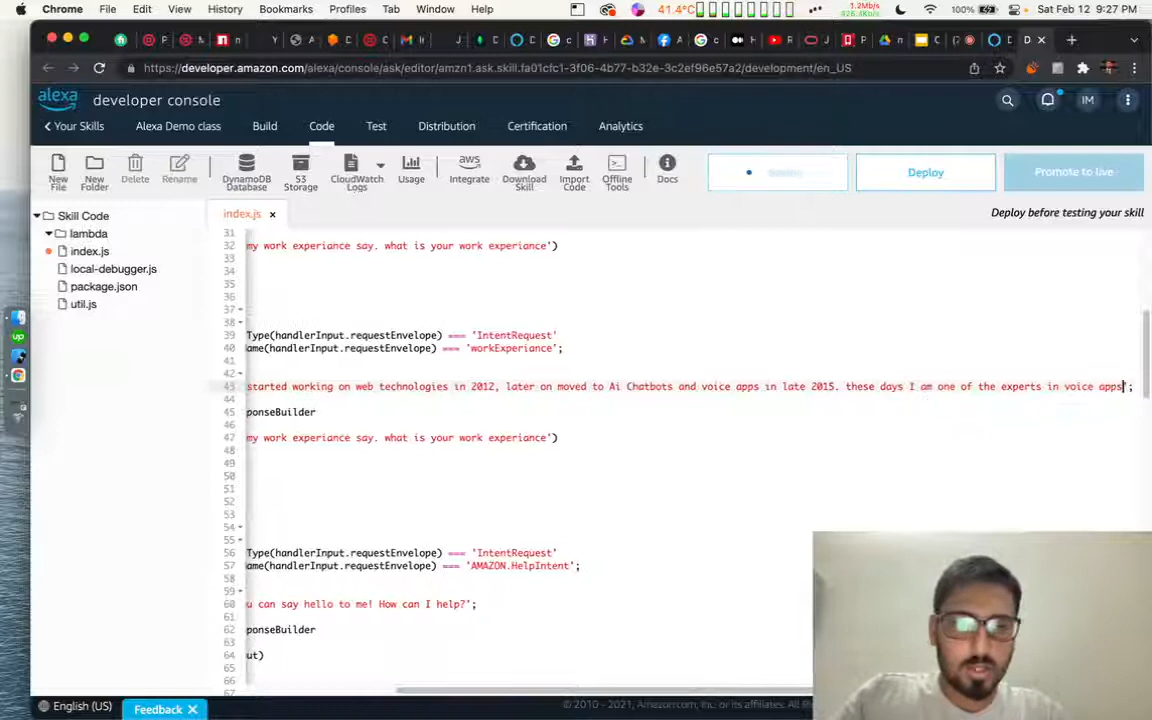 Chrome File Edit View History Bookmarks Profiles Tab Window Help 41.4°C 1.2MB/s 426.4KB/s 100% Sat Feb 12 9:27 PM
https://developer.amazon.com/alexa/console/ask/editor/amzn1.ask.skill.fa01cfc1-3f06-4b77-b32e-3c2ef96e57a2/development/en_US
alexa developer console IM
Your Skills Alexa Demo class Build Code Test Distribution Certification Analytics
New File New Folder Delete Rename DynamoDB Database S3 Storage CloudWatch Logs Usage aws Integrate Download Skill Import Code Offline Tools Docs Deploy Promote to live
Skill Code index.js × Deploy before testing your skill
lambda
index.js
local-debugger.js
package.json
util.js
31
32 my work experiance say. what is your work experiance')
33
34
35
36
37
38
39 Type(handlerInput.requestEnvelope) === 'IntentRequest'
40 ame(handlerInput.requestEnvelope) === 'workExperiance';
41
42
43 started working on web technologies in 2012, later on moved to Ai Chatbots and voice apps in late 2015. these days I am one of the experts in voice apps';
44
45 ponseBuilder
46
47 my work experiance say. what is your work experiance')
48
49
50
51
52
53
54
55
56 Type(handlerInput.requestEnvelope) === 'IntentRequest'
57 ame(handlerInput.requestEnvelope) === 'AMAZON.HelpIntent';
58
59
60 u can say hello to me! How can I help?';
61
62 ponseBuilder
63
64 ut)
65
66
67
English (US) Feedback × © 2010 - 2021, Amazon.com, Inc. or its affiliates. All